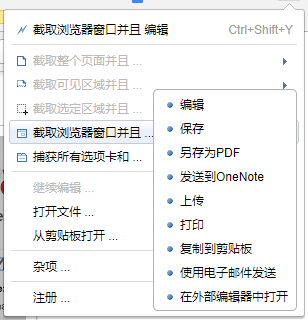 截取浏览器窗口并且 编辑 Ctrl+Shift+Y
截取整个页面并且 ...
截取可见区域并且 ...
截取选定区域并且 ...
截取浏览器窗口并且 ...
捕获所有选项卡和 ...
继续编辑 ...
打开文件 ...
从剪贴板打开 ...
杂项 ...
注册 ...
编辑
保存
另存为PDF
发送到OneNote
上传
打印
复制到剪贴板
使用电子邮件发送
在外部编辑器中打开